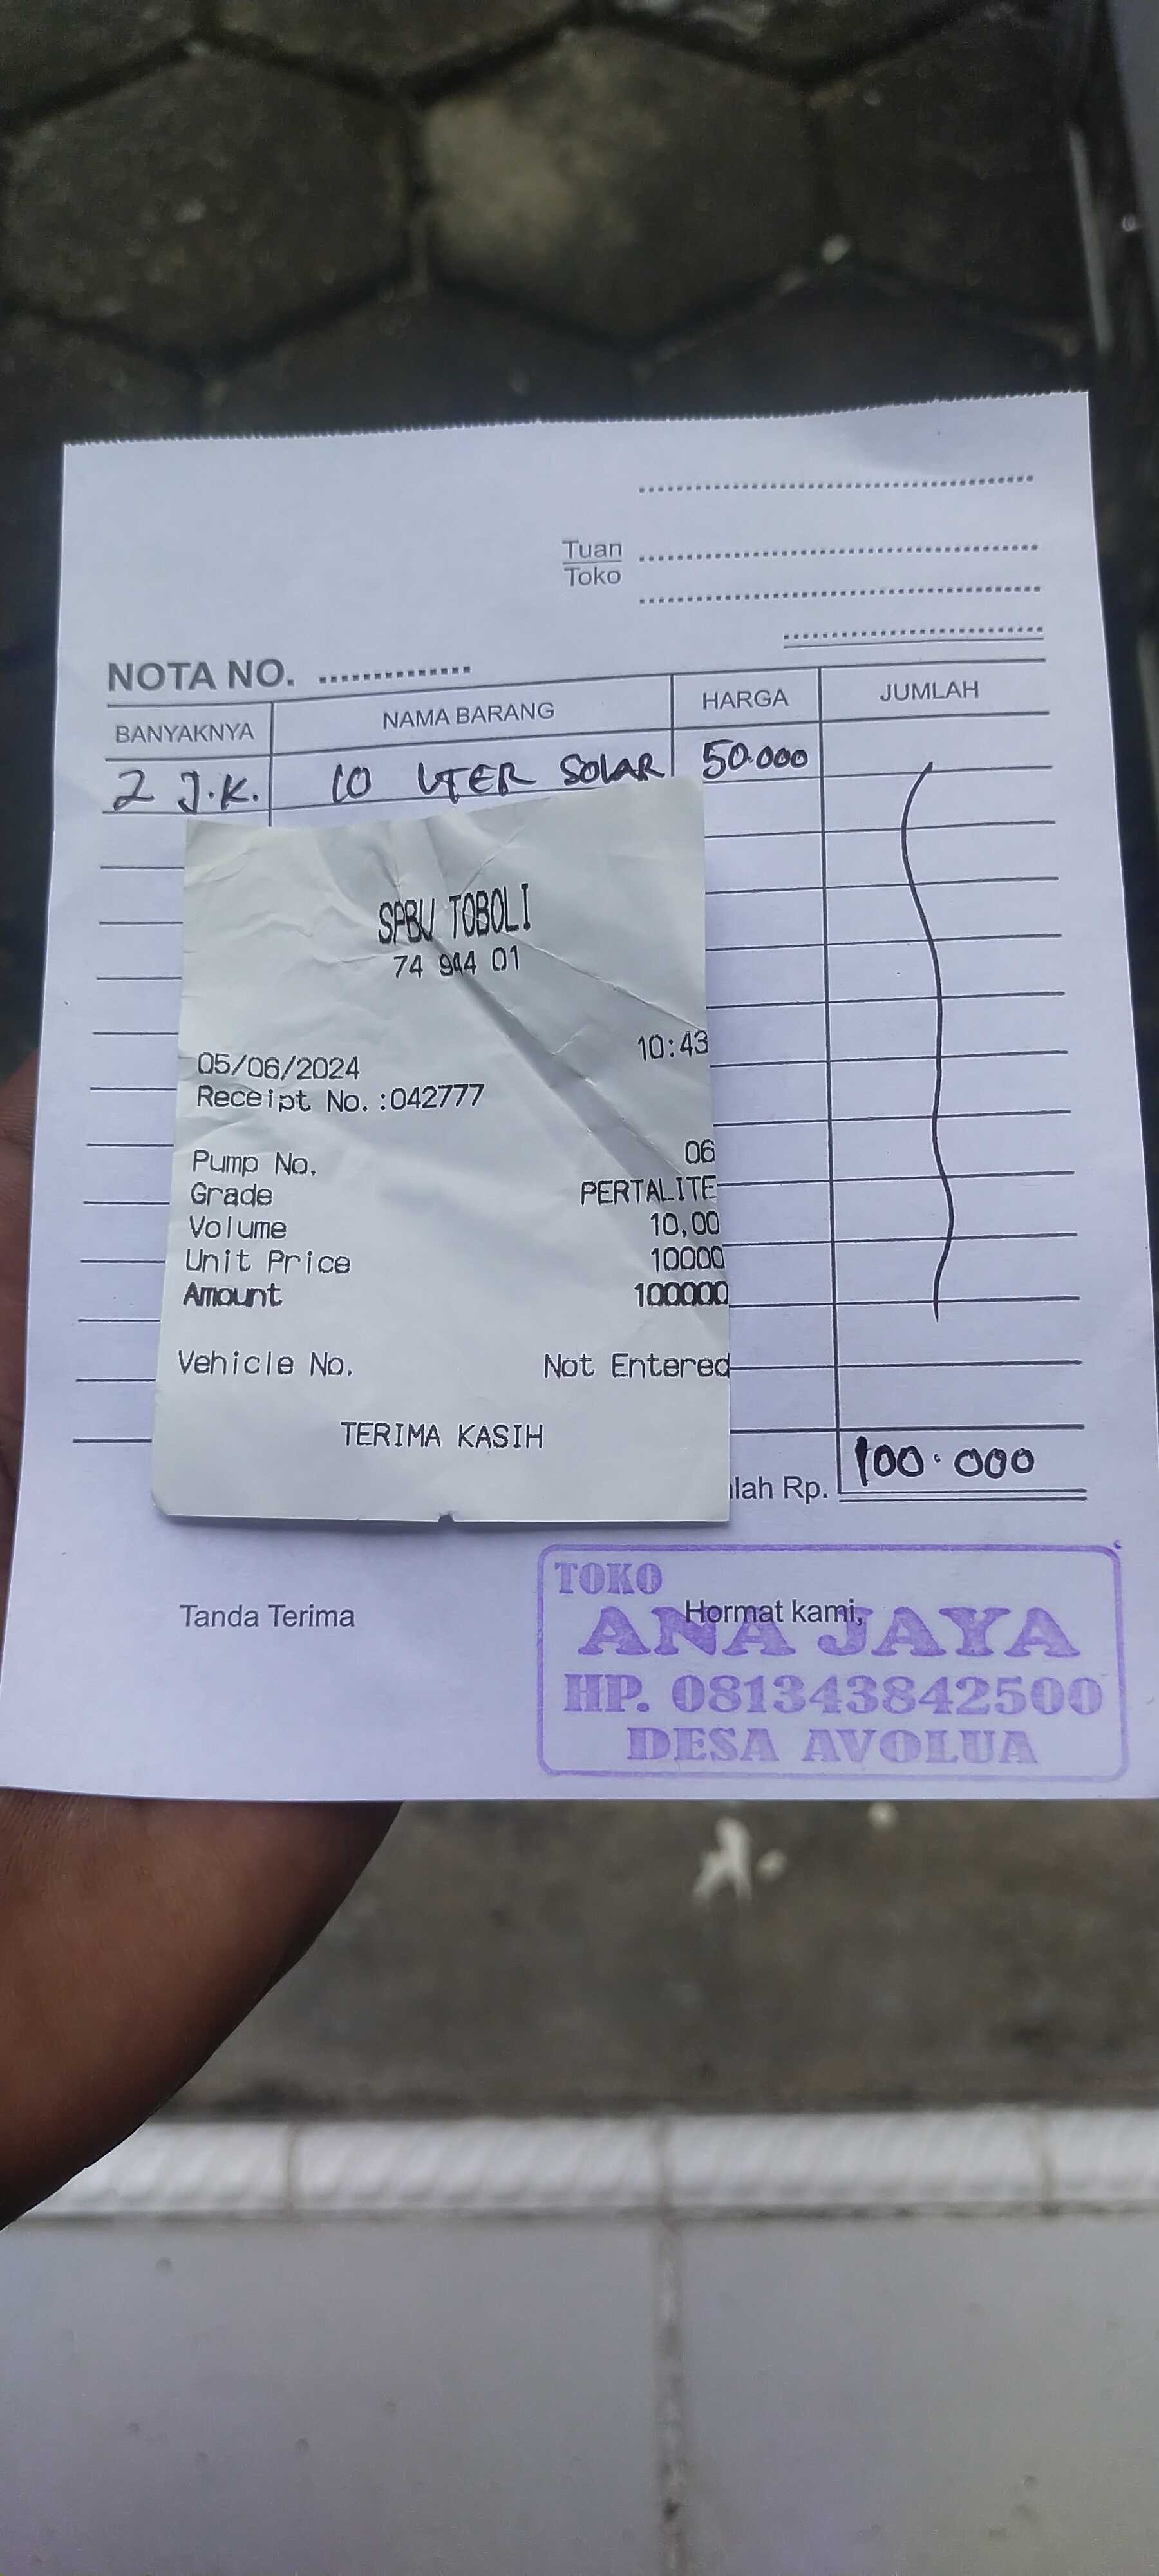 Tuan
Toko
NOTA NO.
BANYAKNYA NAMA BARANG HARGA JUMLAH
2 J.K. 10 LITER SOLAR 50.000
SPBU TOBOLI
74 944 01
05/06/2024 10:43
Receipt No.:042777
Pump No. 06
Grade PERTALITE
Volume 10,00
Unit Price 10000
Amount 100000
Vehicle No. Not Entered
TERIMA KASIH
lah Rp. 100.000
Tanda Terima Hormat kami,
TOKO
ANA JAYA
HP. 081343842500
DESA AVOLUA